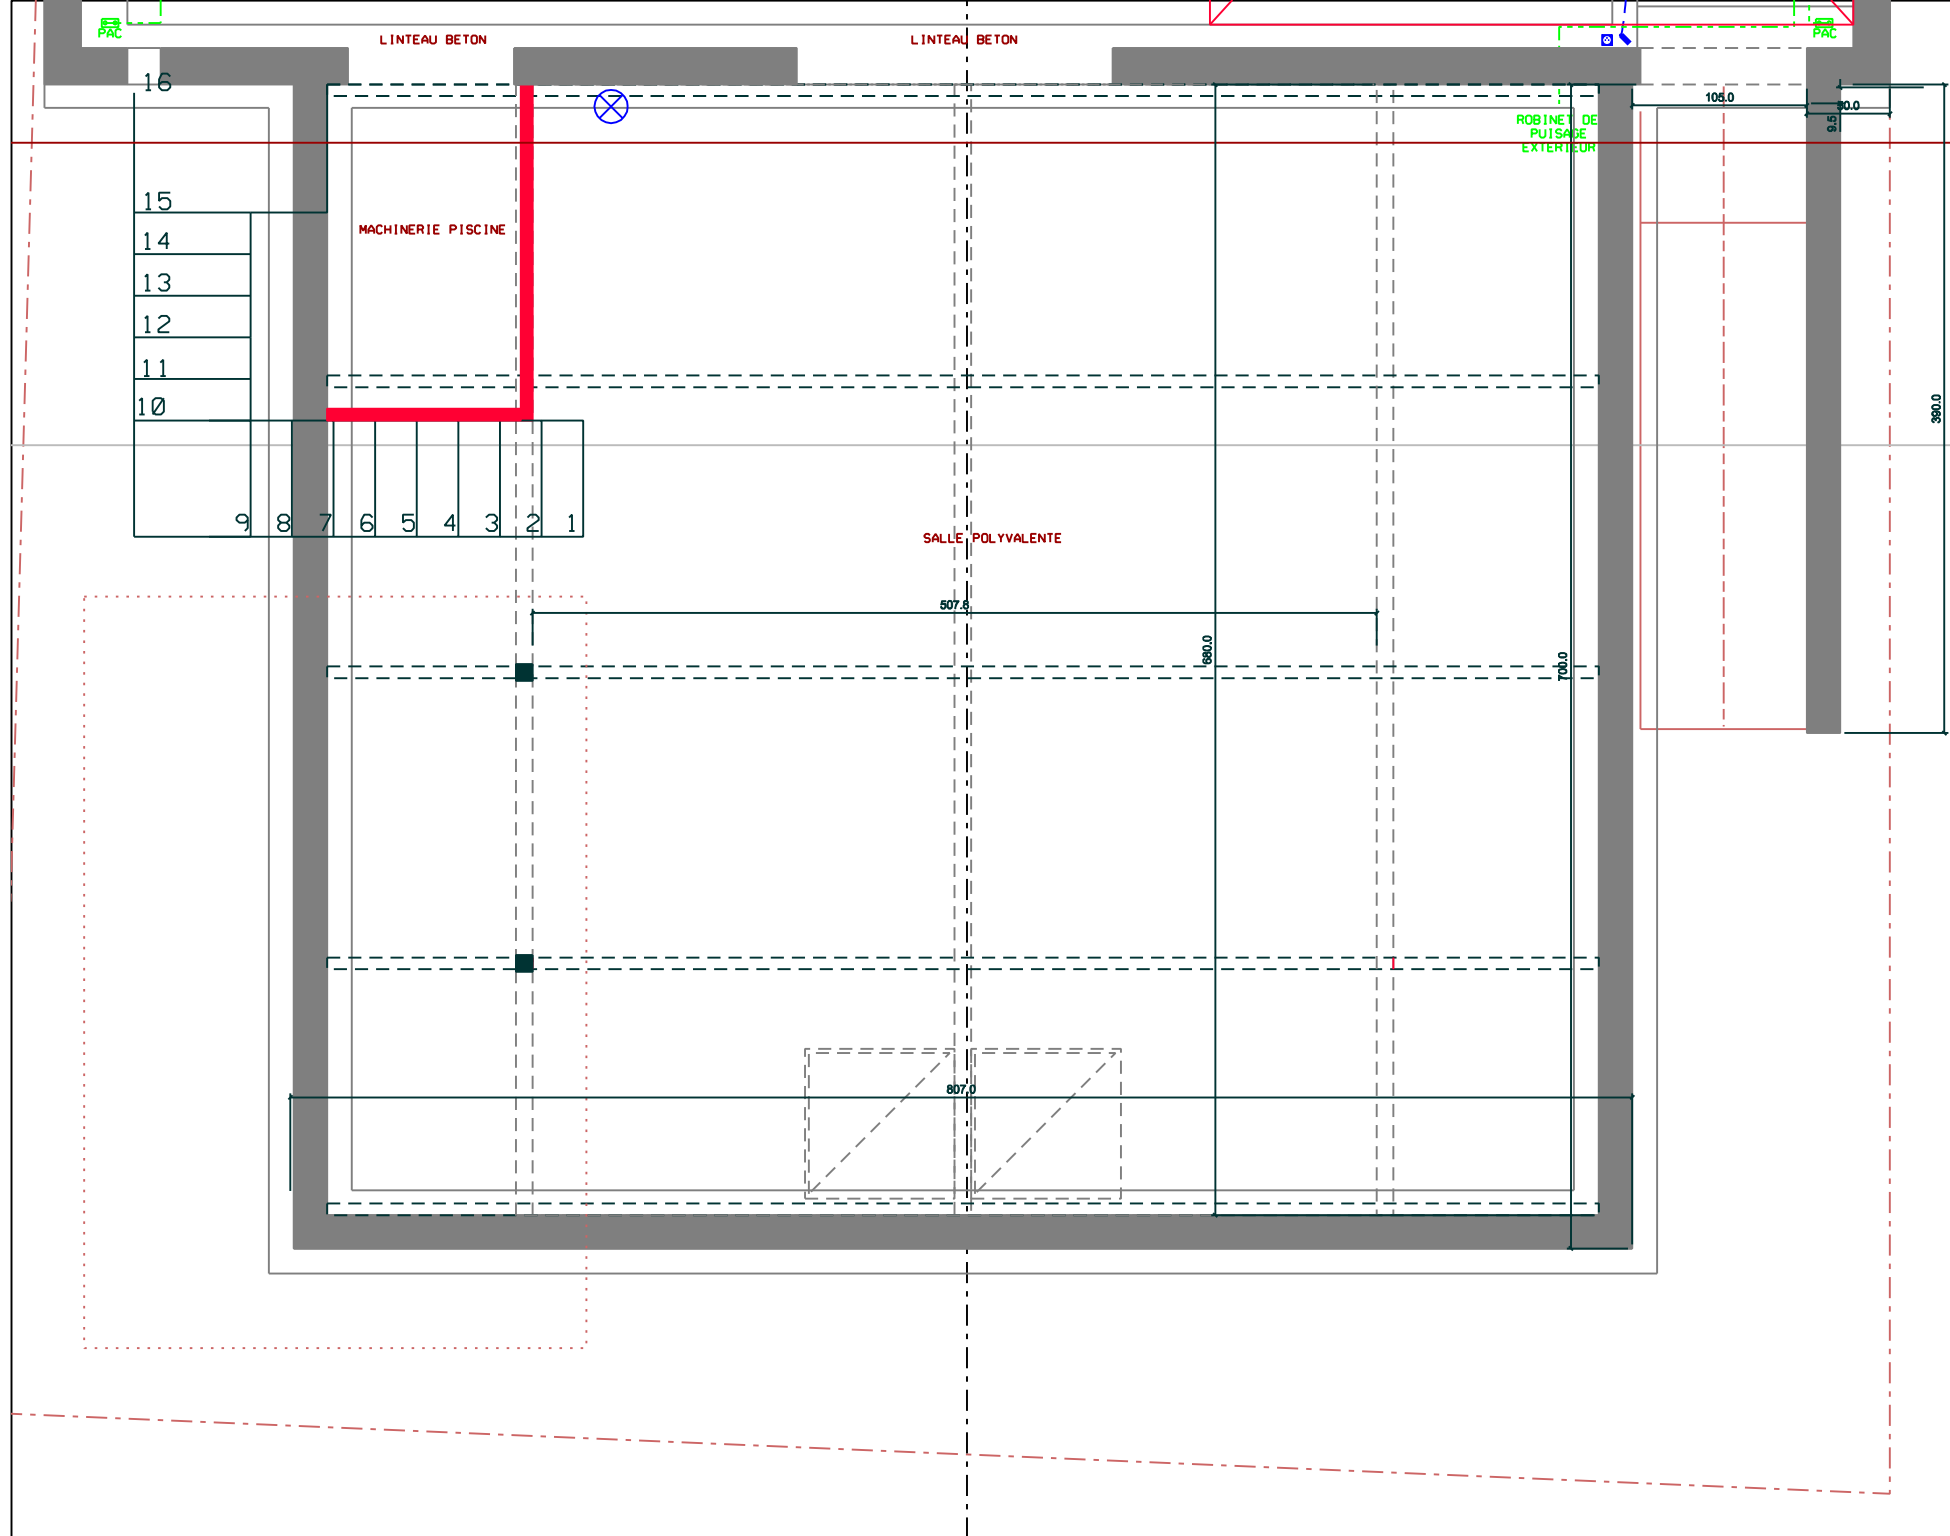 PAC
LINTEAU BETON
LINTEAU BETON
PAC
16
105.0
30.0
9.5
ROBINET DE
PUISAGE
EXTERIEUR
15
MACHINERIE PISCINE
14
13
12
11
10
390.0
9 8 7 6 5 4 3 2 1
SALLE POLYVALENTE
507.8
680.0
700.0
807.0